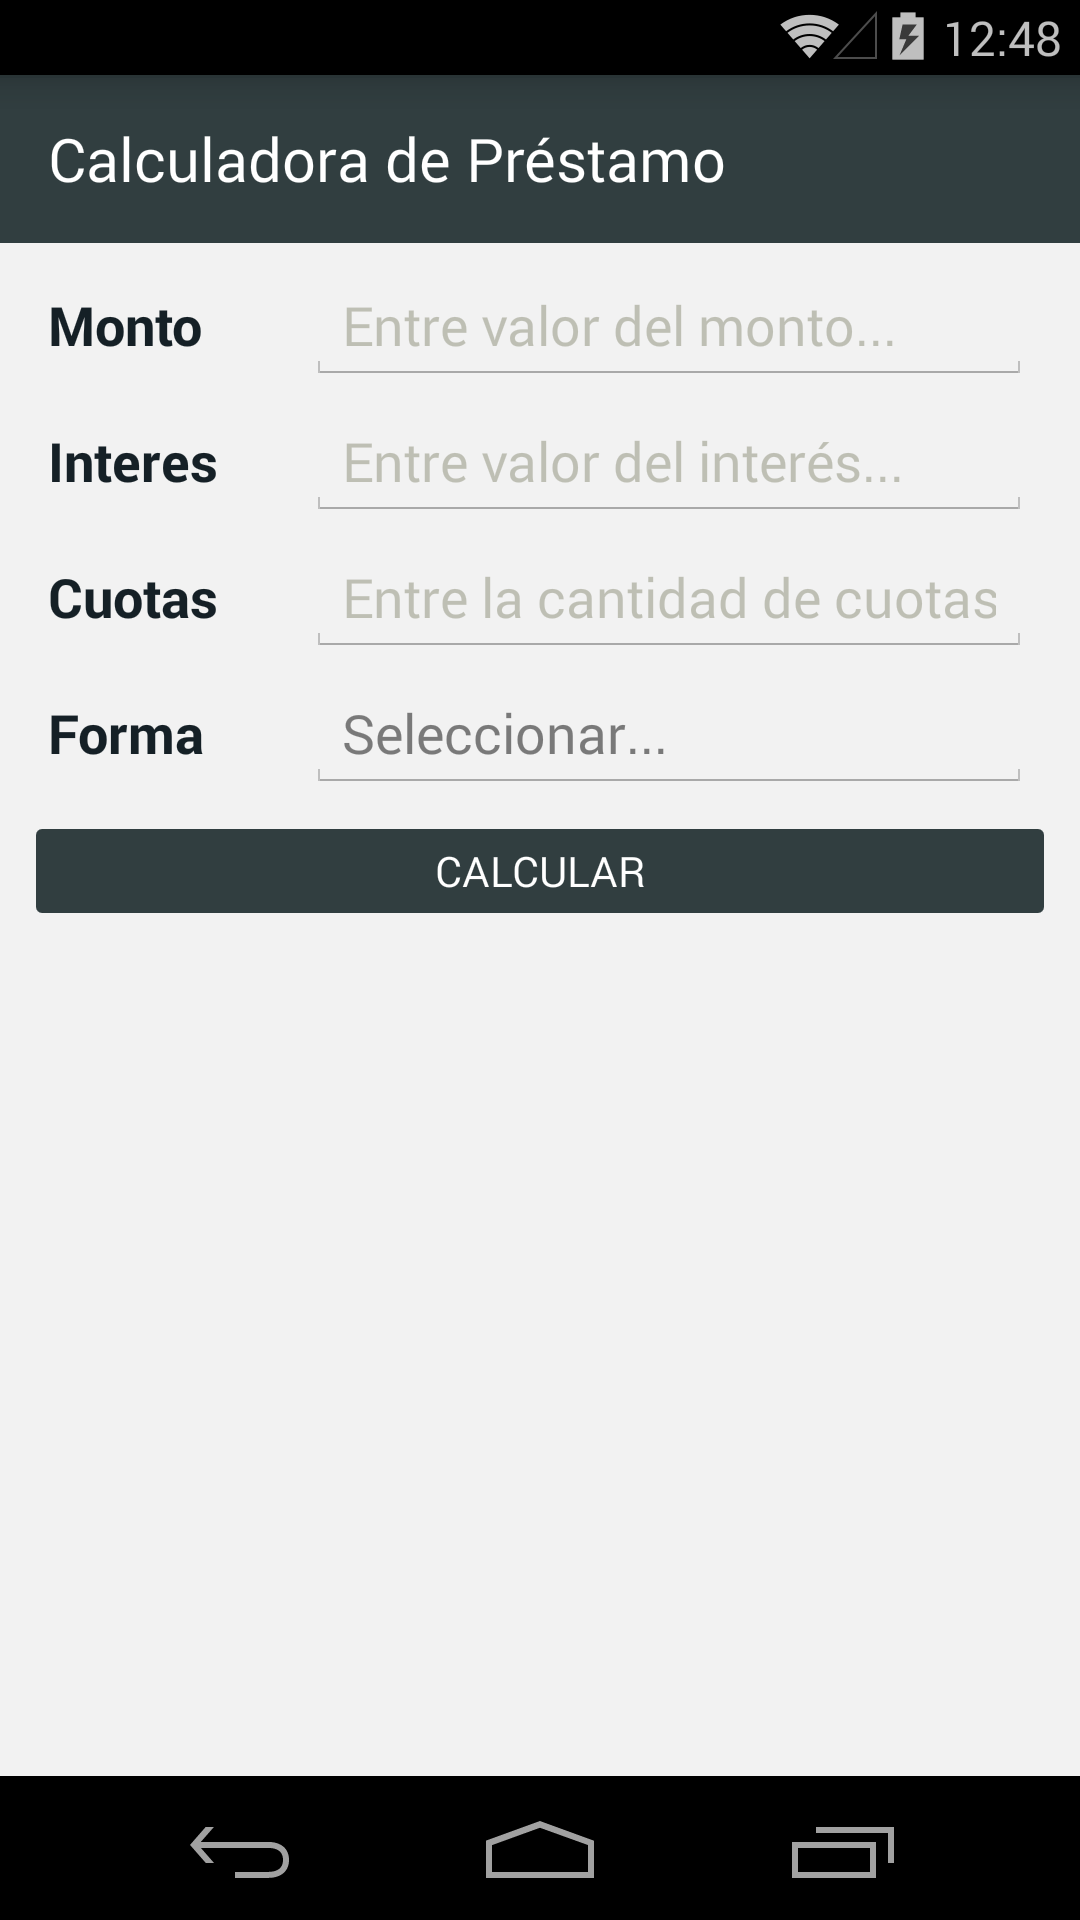 12:48
Calculadora de Préstamo
Monto Entre valor del monto...
Interes Entre valor del interés...
Cuotas Entre la cantidad de cuotas
Forma Seleccionar...
CALCULAR